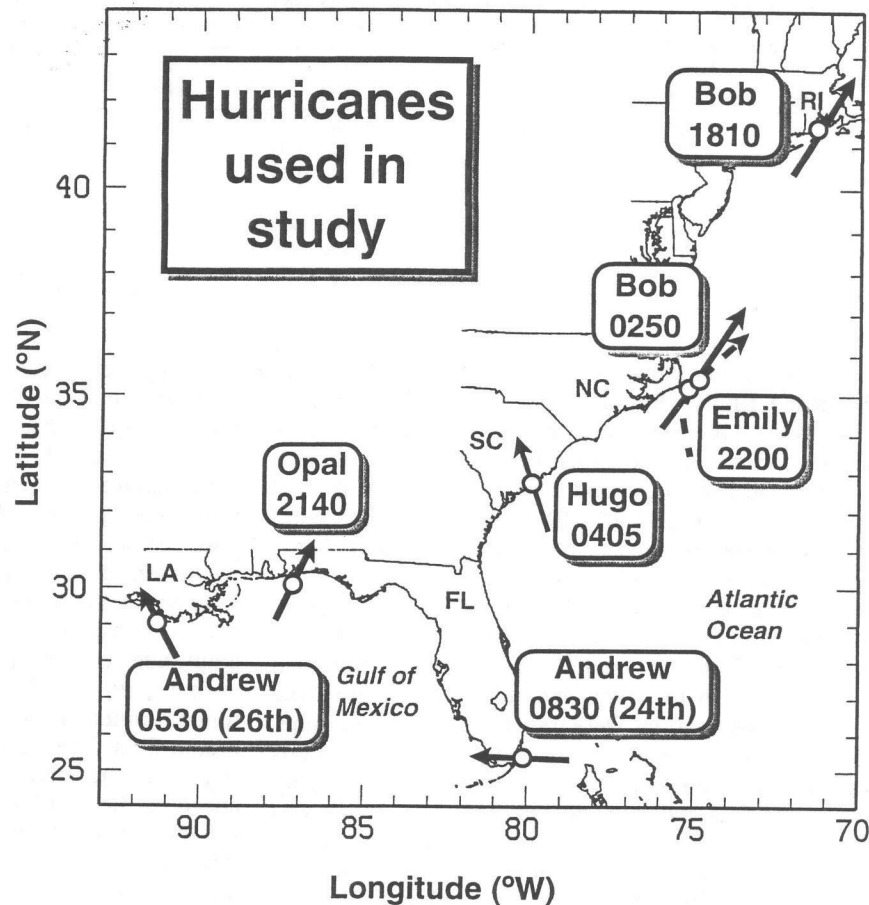 Hurricanes
used in
study
Bob
1810
RI
Bob
0250
NC
Emily
2200
SC
Opal
2140
Hugo
0405
LA
FL
Atlantic
Ocean
Andrew
0530 (26th)
Gulf of
Mexico
Andrew
0830 (24th)
40
35
30
25
Latitude (°N)
90
85
80
75
70
Longitude (°W)